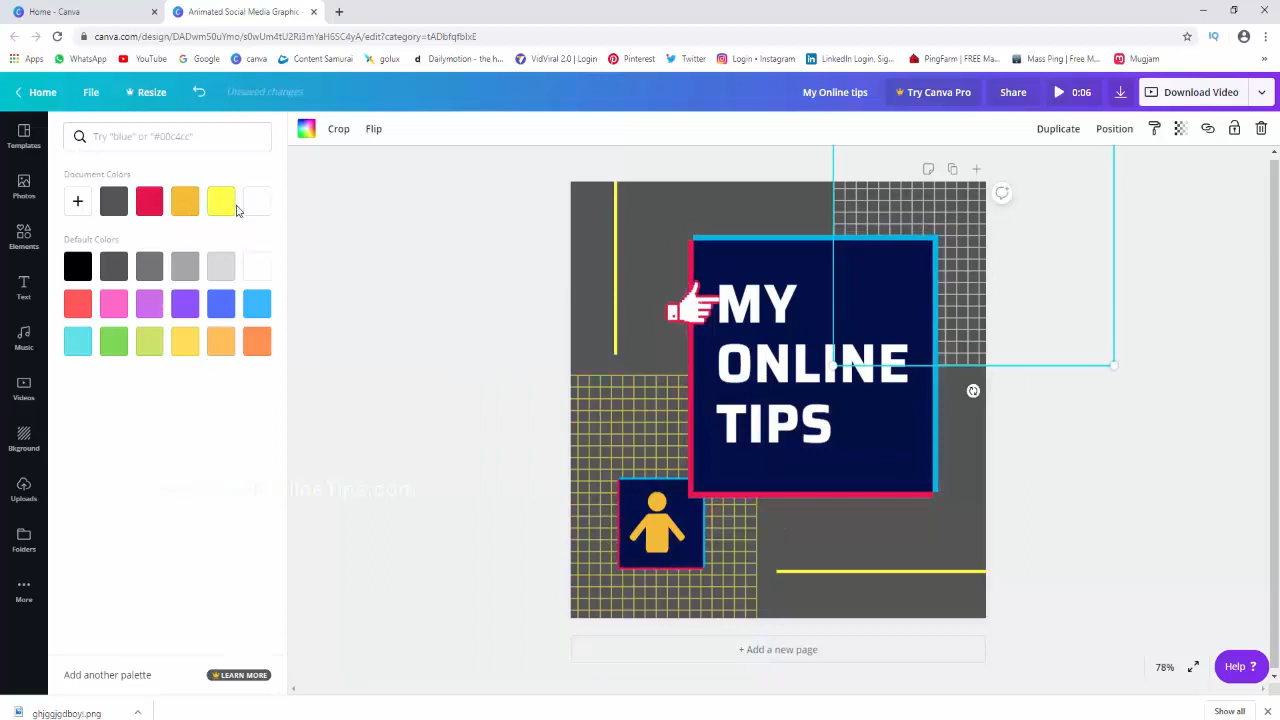 Home - Canva
Animated Social Media Graphic -
canva.com/design/DADwm50uYmo/s0wUm4tU2Ri3mYaH6SC4yA/edit?category=tADbfqfblxE
Apps WhatsApp YouTube Google canva Content Samurai golux Dailymotion - the h... VidViral 2.0 | Login Pinterest Twitter Login • Instagram LinkedIn Login, Sig... PingFarm | FREE Ma... Mass Ping | Free M... Mugjam »
Home File Resize Unsaved changes My Online tips Try Canva Pro Share 0:06 Download Video
Crop Flip Duplicate Position
Templates
Photos
Elements
Text
Music
Videos
Bkground
Uploads
Folders
More
Try "blue" or "#00c4cc"
Document Colors
Default Colors
MY
ONLINE
TIPS
lineTips.com
+ Add a new page
Add another palette LEARN MORE
78% Help ?
ghjggjgdboyl.png Show all